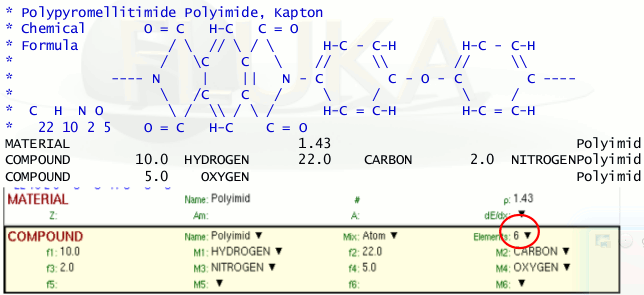 * Polypyromellitimide Polyimide, Kapton
* Chemical O = C H-C C = O
* Formula / \ // \ / \ H-C - C-H H-C - C-H
* / \C C \ // \\ // \\
* ---- N | || N - C C - O - C C ----
* / /C C / \ / \ /
* C H N O \ / \\ / \ / H-C = C-H H-C = C-H
* 22 10 2 5 O = C H-C C = O
MATERIAL 1.43 Polyimid
COMPOUND 10.0 HYDROGEN 22.0 CARBON 2.0 NITROGENPolyimid
COMPOUND 5.0 OXYGEN Polyimid
MATERIAL Name: Polyimid # ρ: 1.43
Z: Am: A: dE/dx: ▼
COMPOUND Name: Polyimid ▼ Mix: Atom ▼ Elements: 6 ▼
f1: 10.0 M1: HYDROGEN ▼ f2: 22.0 M2: CARBON ▼
f3: 2.0 M3: NITROGEN ▼ f4: 5.0 M4: OXYGEN ▼
f5: M5: ▼ f6: M6: ▼